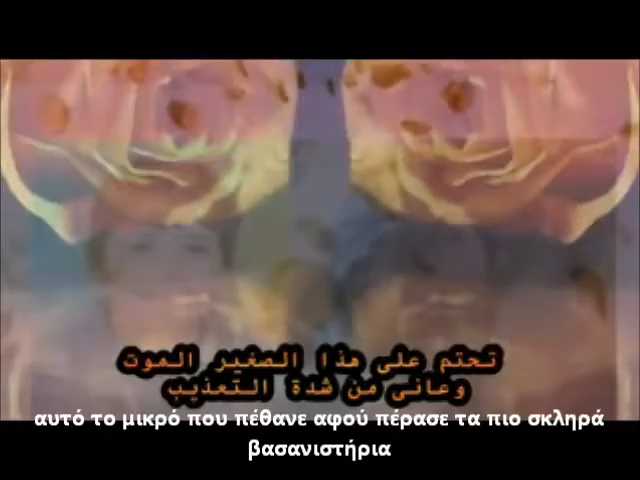 تحتم على هذا الصغير الموت
وعانى من شدة التعذيب
αυτό το μικρό που πέθανε αφού πέρασε τα πιο σκληρά
βασανιστήρια